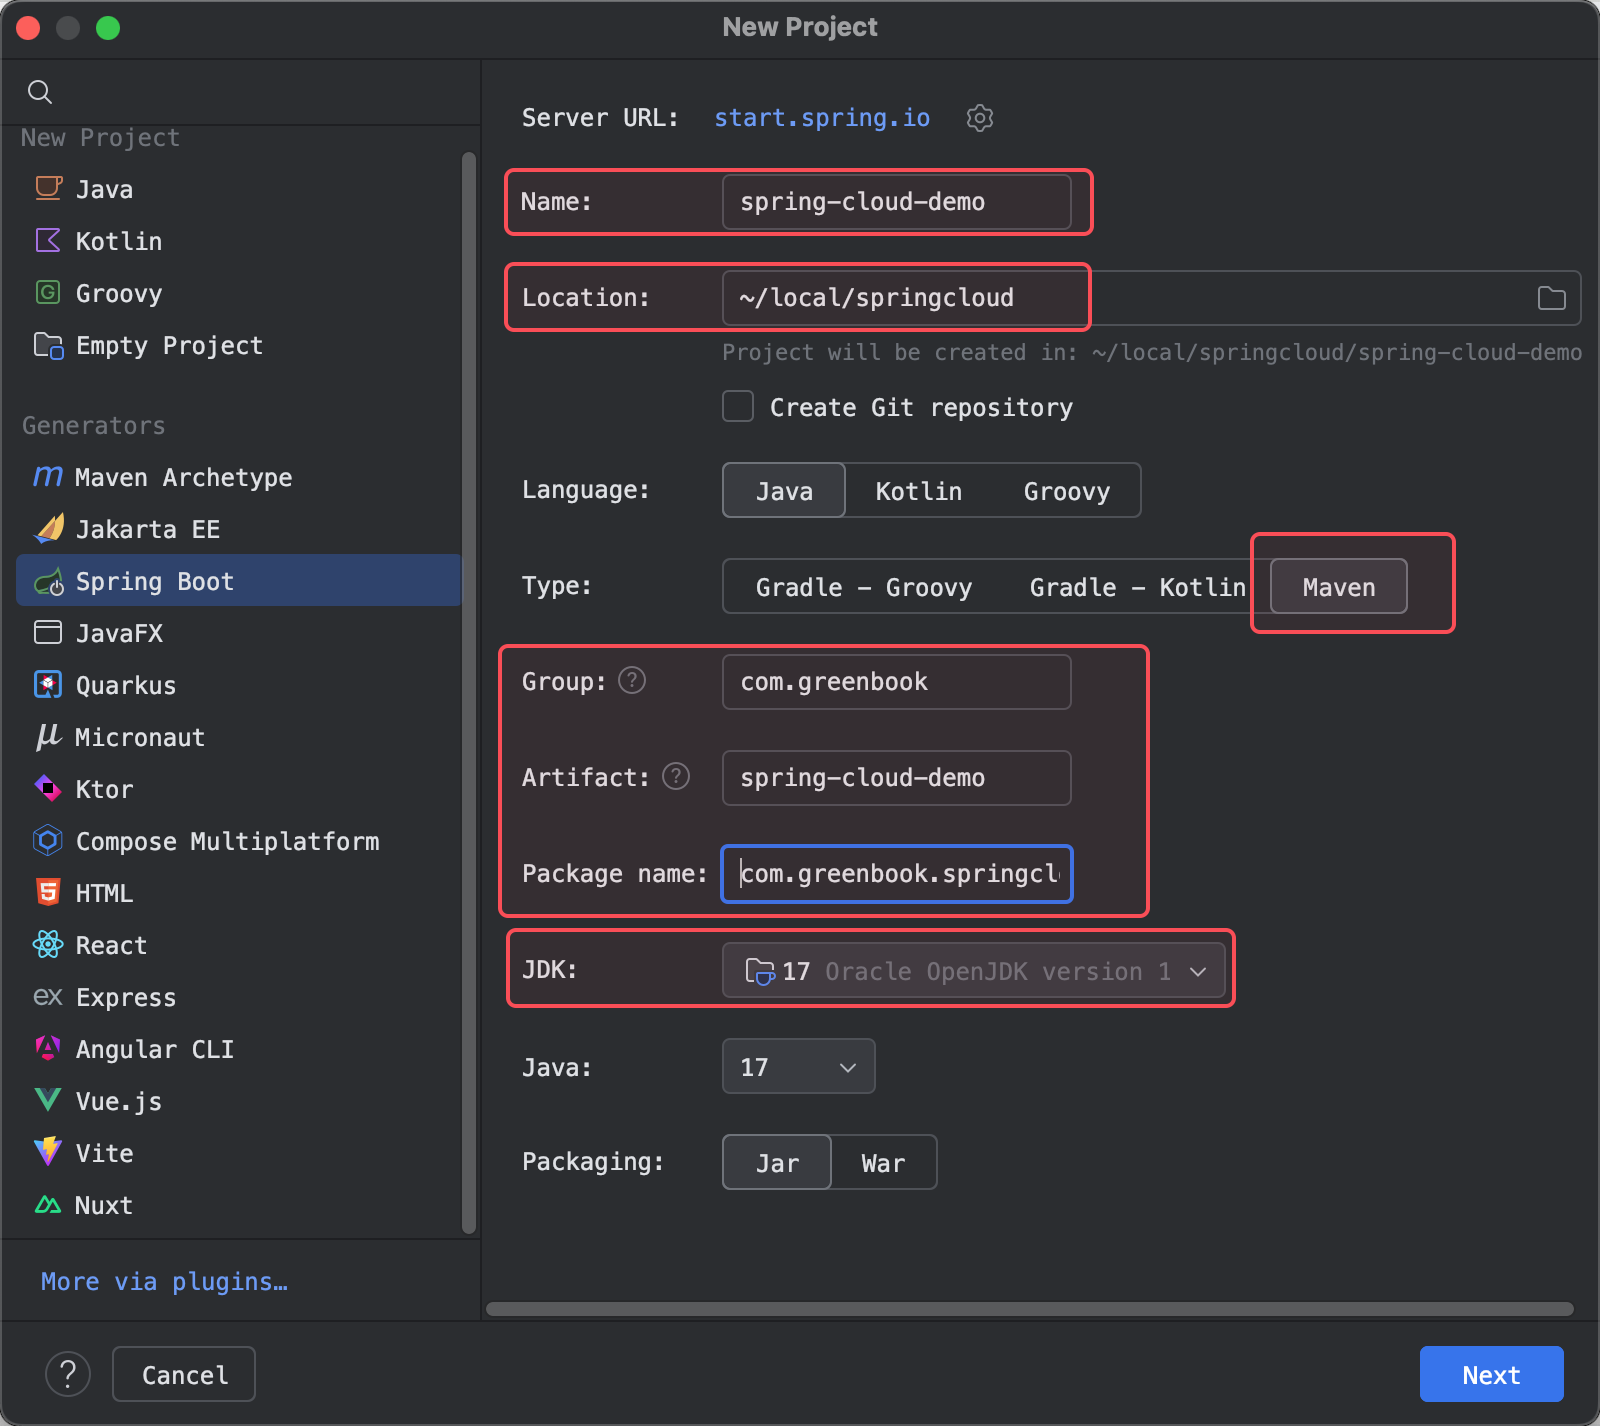 New Project
New Project
Java
Kotlin
Groovy
Empty Project
Generators
Maven Archetype
Jakarta EE
Spring Boot
JavaFX
Quarkus
Micronaut
Ktor
Compose Multiplatform
HTML
React
Express
Angular CLI
Vue.js
Vite
Nuxt
More via plugins…
Server URL: start.spring.io
Name: spring-cloud-demo
Location: ~/local/springcloud
Project will be created in: ~/local/springcloud/spring-cloud-demo
Create Git repository
Language: Java Kotlin Groovy
Type: Gradle - Groovy Gradle - Kotlin Maven
Group: ? com.greenbook
Artifact: ? spring-cloud-demo
Package name: com.greenbook.springcl
JDK: 17 Oracle OpenJDK version 1
Java: 17
Packaging: Jar War
? Cancel Next